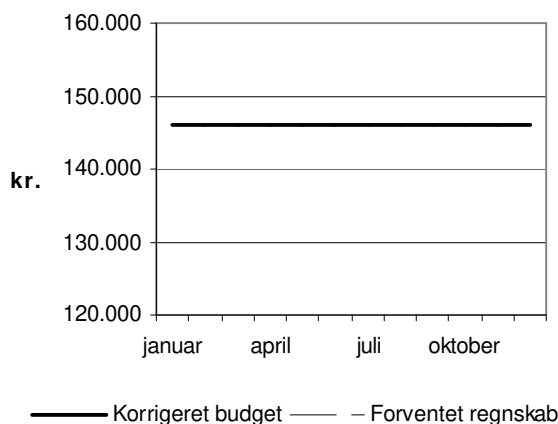 160.000
150.000
kr.
140.000
130.000
120.000
januar april juli oktober
Korrigeret budget Forventet regnskab